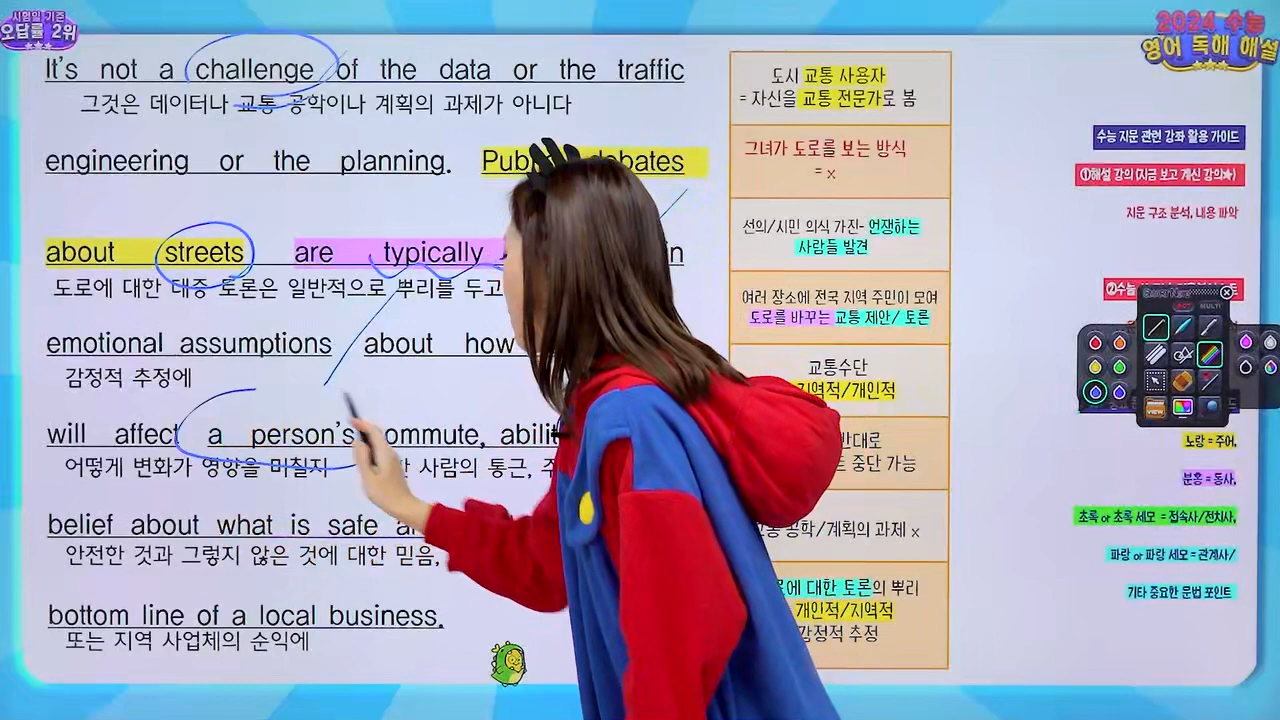 시험일 기준
오답률 2위
2024 수능
영어 독해 해설
It's not a challenge of the data or the traffic
그것은 데이터나 교통 공학이나 계획의 과제가 아니다
engineering or the planning.
about streets are typically in
도로에 대한 대중 토론은 일반적으로 뿌리를 두고
emotional assumptions about how
감정적 추정에
will affect a person's commute,
어떻게 변화가 영향을 미칠지 사람의 통근,
belief about what is safe
안전한 것과 그렇지 않은 것에 대한 믿음,
bottom line of a local business.
또는 지역 사업체의 순익에
도시 교통 사용자
= 자신을 교통 전문가로 봄
그녀가 도로를 보는 방식
= x
선의/시민 의식 가진- 언쟁하는
사람들 발견
여러 장소에 전국 지역 주민이 모여
도로를 바꾸는 교통 제안/ 토론
교통수단
지역적/개인적
중단 가능
공학/계획의 과제 x
대한 토론의 뿌리
개인적/지역적
추정
수능 지문 관련 강좌 활용 가이드
①해설 강의 (지금 보고 계신 강의★)
지문 구조 분석, 내용 파악
②수능
MULTI
VIEW
노랑 = 주어,
분홍 = 동사,
초록 or 초록 세모 = 접속사/전치사,
파랑 or 파랑 세모 = 관계사/
기타 중요한 문법 포인트